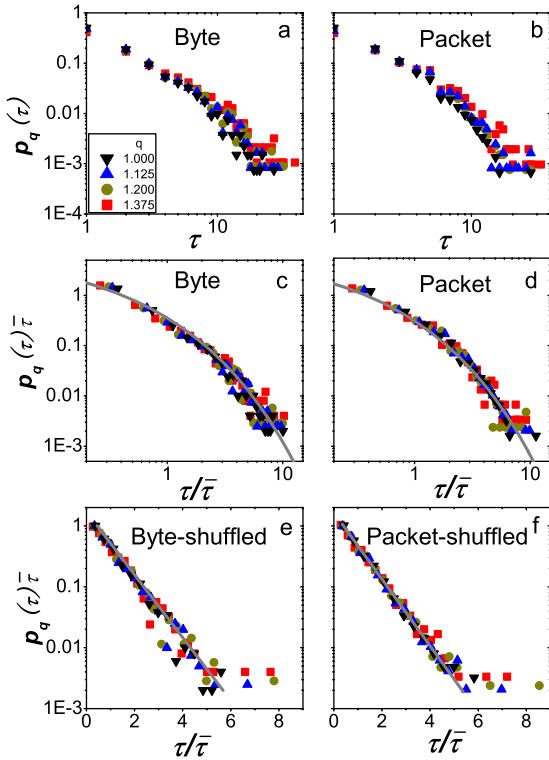 Byte a
Packet b
1
0.1
0.01
1E-3
1E-4
p_q(τ)
q
1.000
1.125
1.200
1.375
1 10
τ
1 10
τ
Byte c
Packet d
1
0.1
0.01
1E-3
p_q(τ)τ̄
1 10
τ/τ̄
1 10
τ/τ̄
Byte-shuffled e
Packet-shuffled f
1
0.1
0.01
1E-3
p_q(τ)τ̄
0 2 4 6 8
τ/τ̄
0 2 4 6 8
τ/τ̄